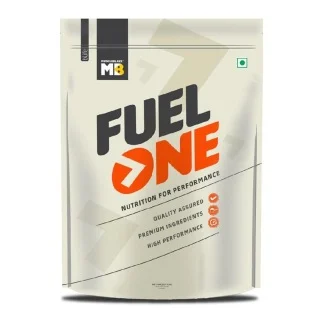 MB
FUEL
ONE
NUTRITION FOR PERFORMANCE
QUALITY ASSURED
PREMIUM INGREDIENTS
HIGH PERFORMANCE